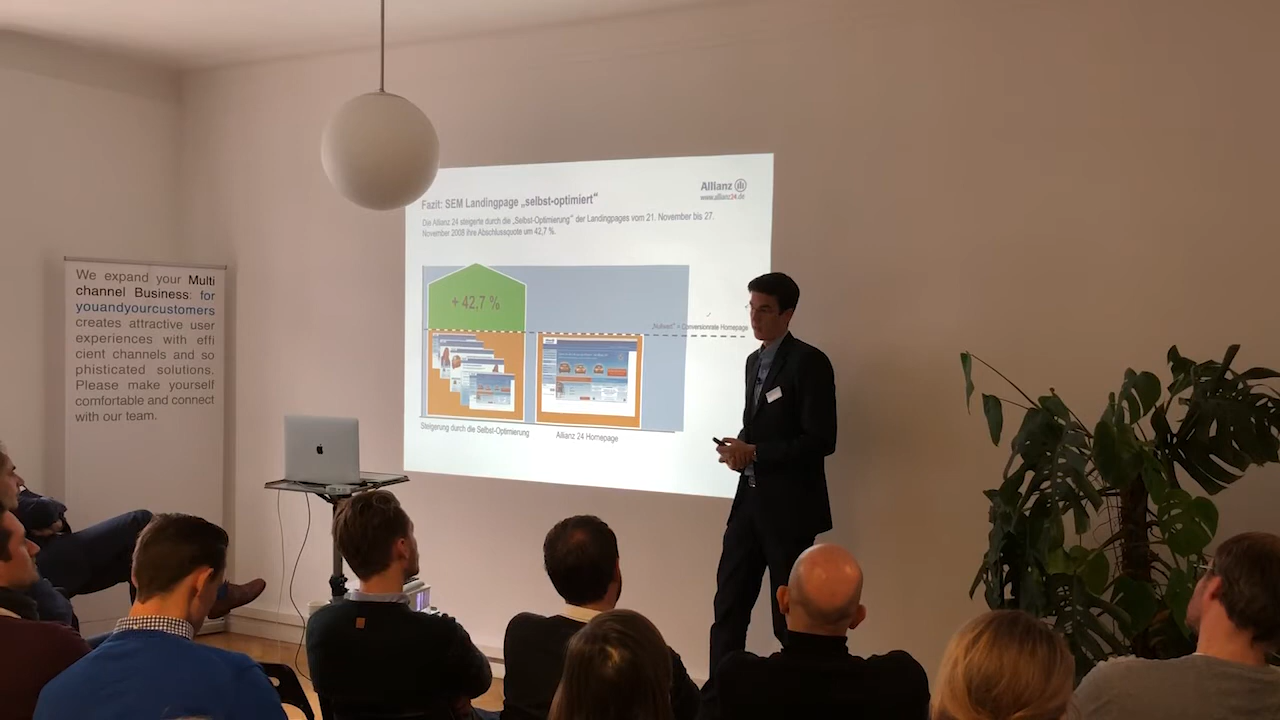 We expand your Multi
channel Business: for
youandyourcustomers
creates attractive user
experiences with effi
cient channels and so
phisticated solutions.
Please make yourself
comfortable and connect
with our team.
Allianz
www.allianz24.de
Fazit: SEM Landingpage „selbst-optimiert“
Die Allianz 24 steigerte durch die „Selbst-Optimierung“ der Landingpages vom 21. November bis 27.
November 2008 ihre Abschlussquote um 42,7 %.
+ 42,7 %
„Nullwert“ = Conversionrate Homepage
Steigerung durch die Selbst-Optimierung
Allianz 24 Homepage